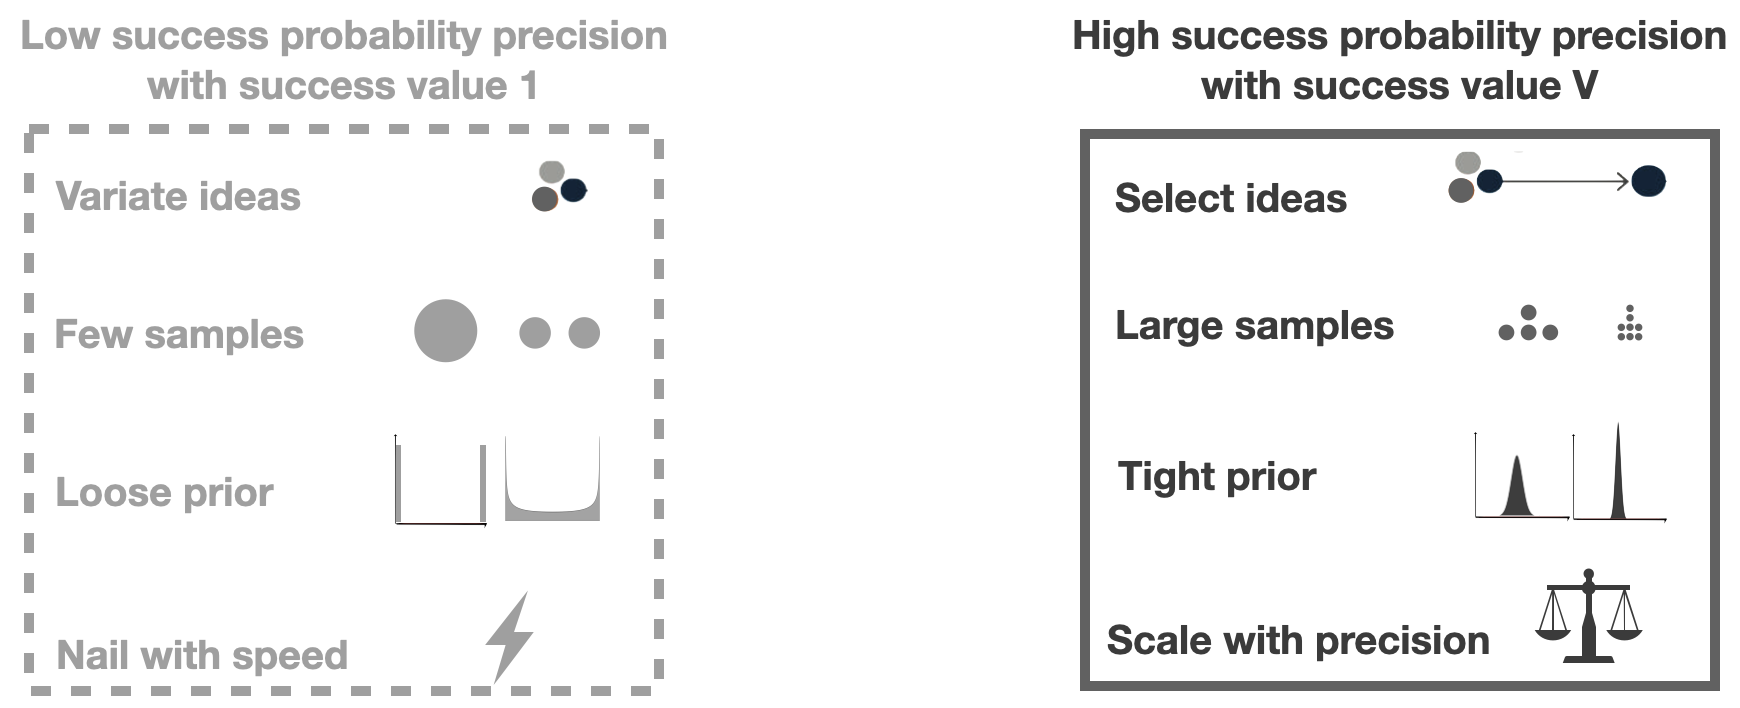 Low success probability precision
with success value 1
Variate ideas
Few samples
Loose prior
Nail with speed
High success probability precision
with success value V
Select ideas
Large samples
Tight prior
Scale with precision